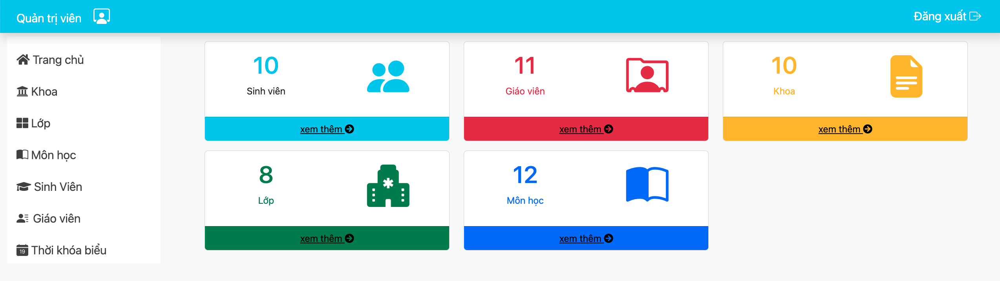 Quản trị viên
Đăng xuất
Trang chủ
Khoa
Lớp
Môn học
Sinh Viên
Giáo viên
19 Thời khóa biểu
10
Sinh viên
xem thêm
11
Giáo viên
xem thêm
10
Khoa
xem thêm
8
Lớp
xem thêm
12
Môn học
xem thêm